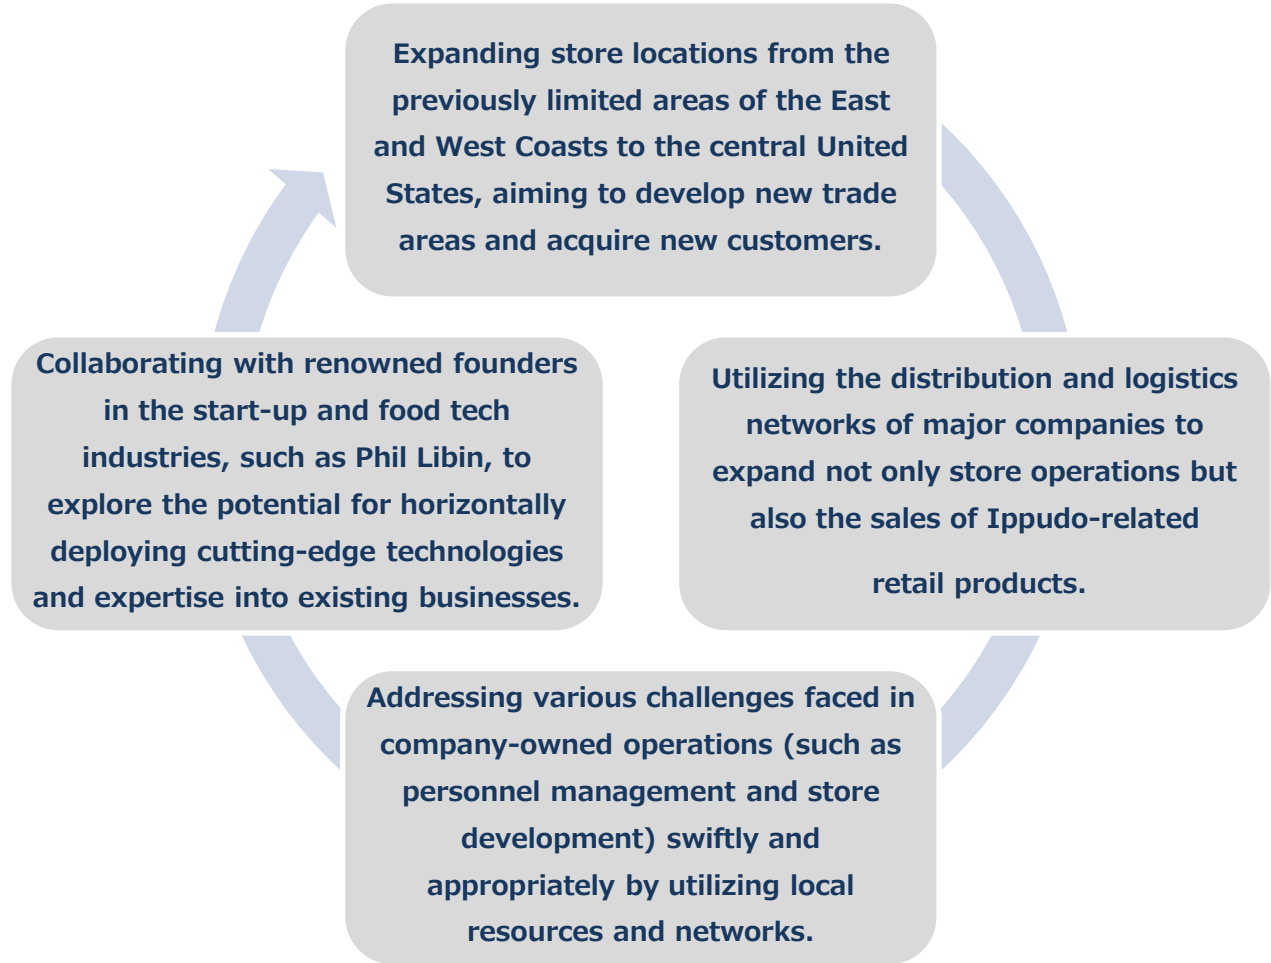 Expanding store locations from the
previously limited areas of the East
and West Coasts to the central United
States, aiming to develop new trade
areas and acquire new customers.
Utilizing the distribution and logistics
networks of major companies to
expand not only store operations but
also the sales of Ippudo-related
retail products.
Addressing various challenges faced in
company-owned operations (such as
personnel management and store
development) swiftly and
appropriately by utilizing local
resources and networks.
Collaborating with renowned founders
in the start-up and food tech
industries, such as Phil Libin, to
explore the potential for horizontally
deploying cutting-edge technologies
and expertise into existing businesses.